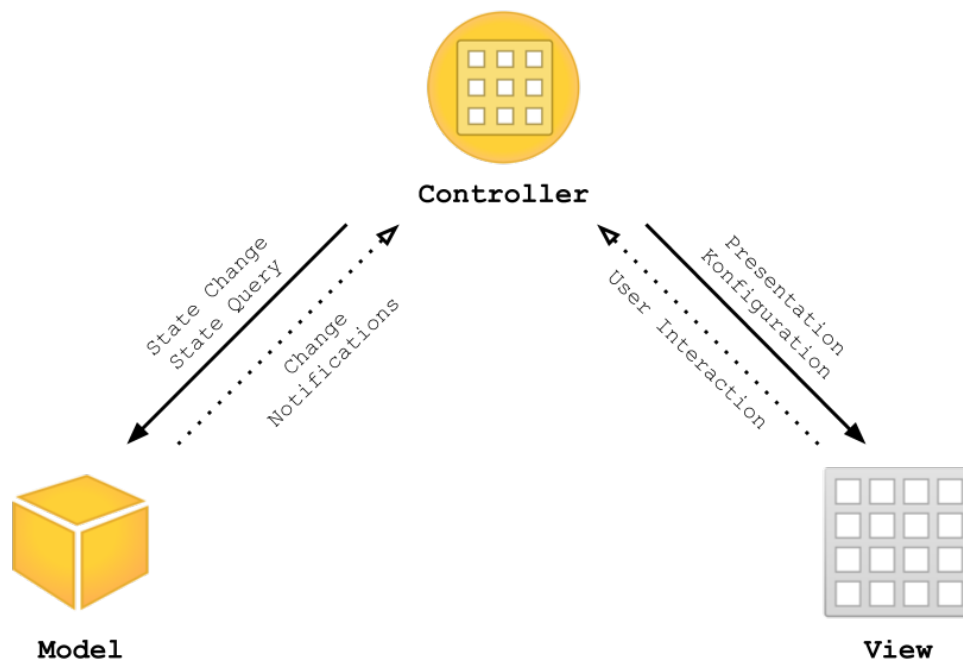 Controller
State Change
State Query
Change
Notifications
Presentation
Konfiguration
User Interaction
Model
View